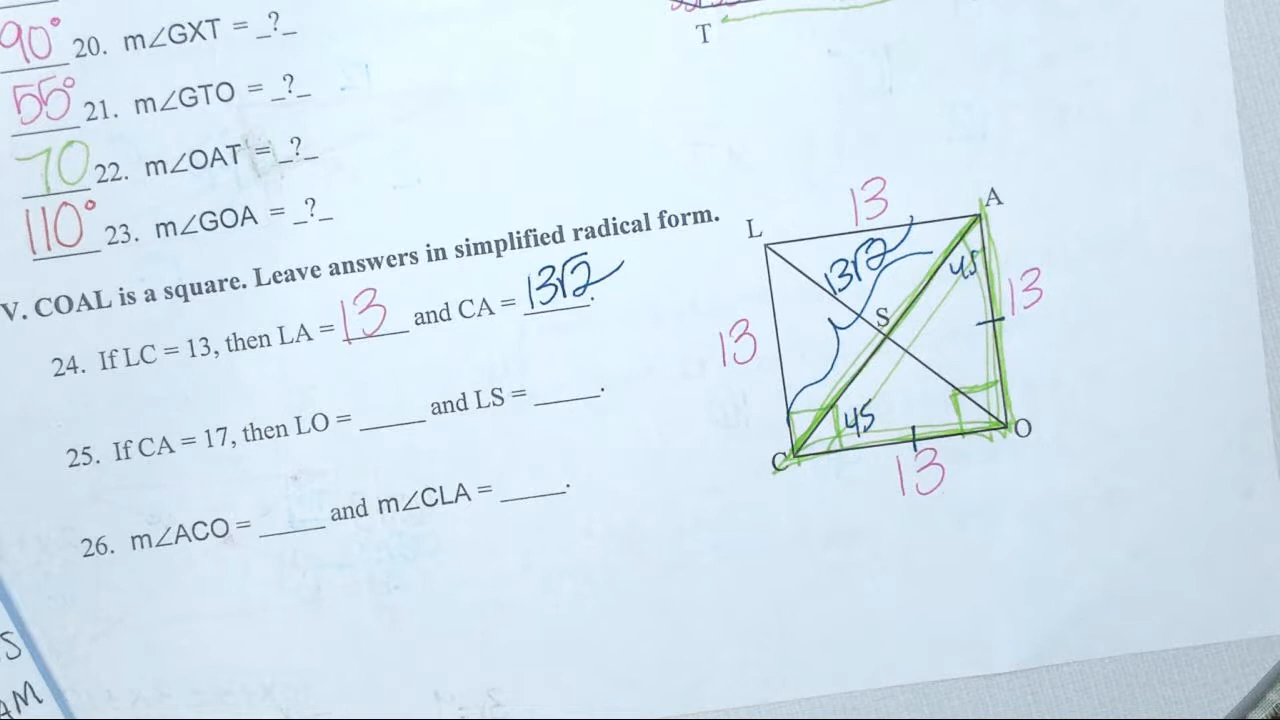 90° 20. m∠GXT = _?_
T
55° 21. m∠GTO = _?_
70 22. m∠OAT = _?_
110° 23. m∠GOA = _?_
V. COAL is a square. Leave answers in simplified radical form.
24. If LC = 13, then LA = 13 and CA = 13√2.
25. If CA = 17, then LO = _____ and LS = _____.
26. m∠ACO = _____ and m∠CLA = _____.
L 13 A
13√2 45
13 S 13
45
C 13 O
S
AM